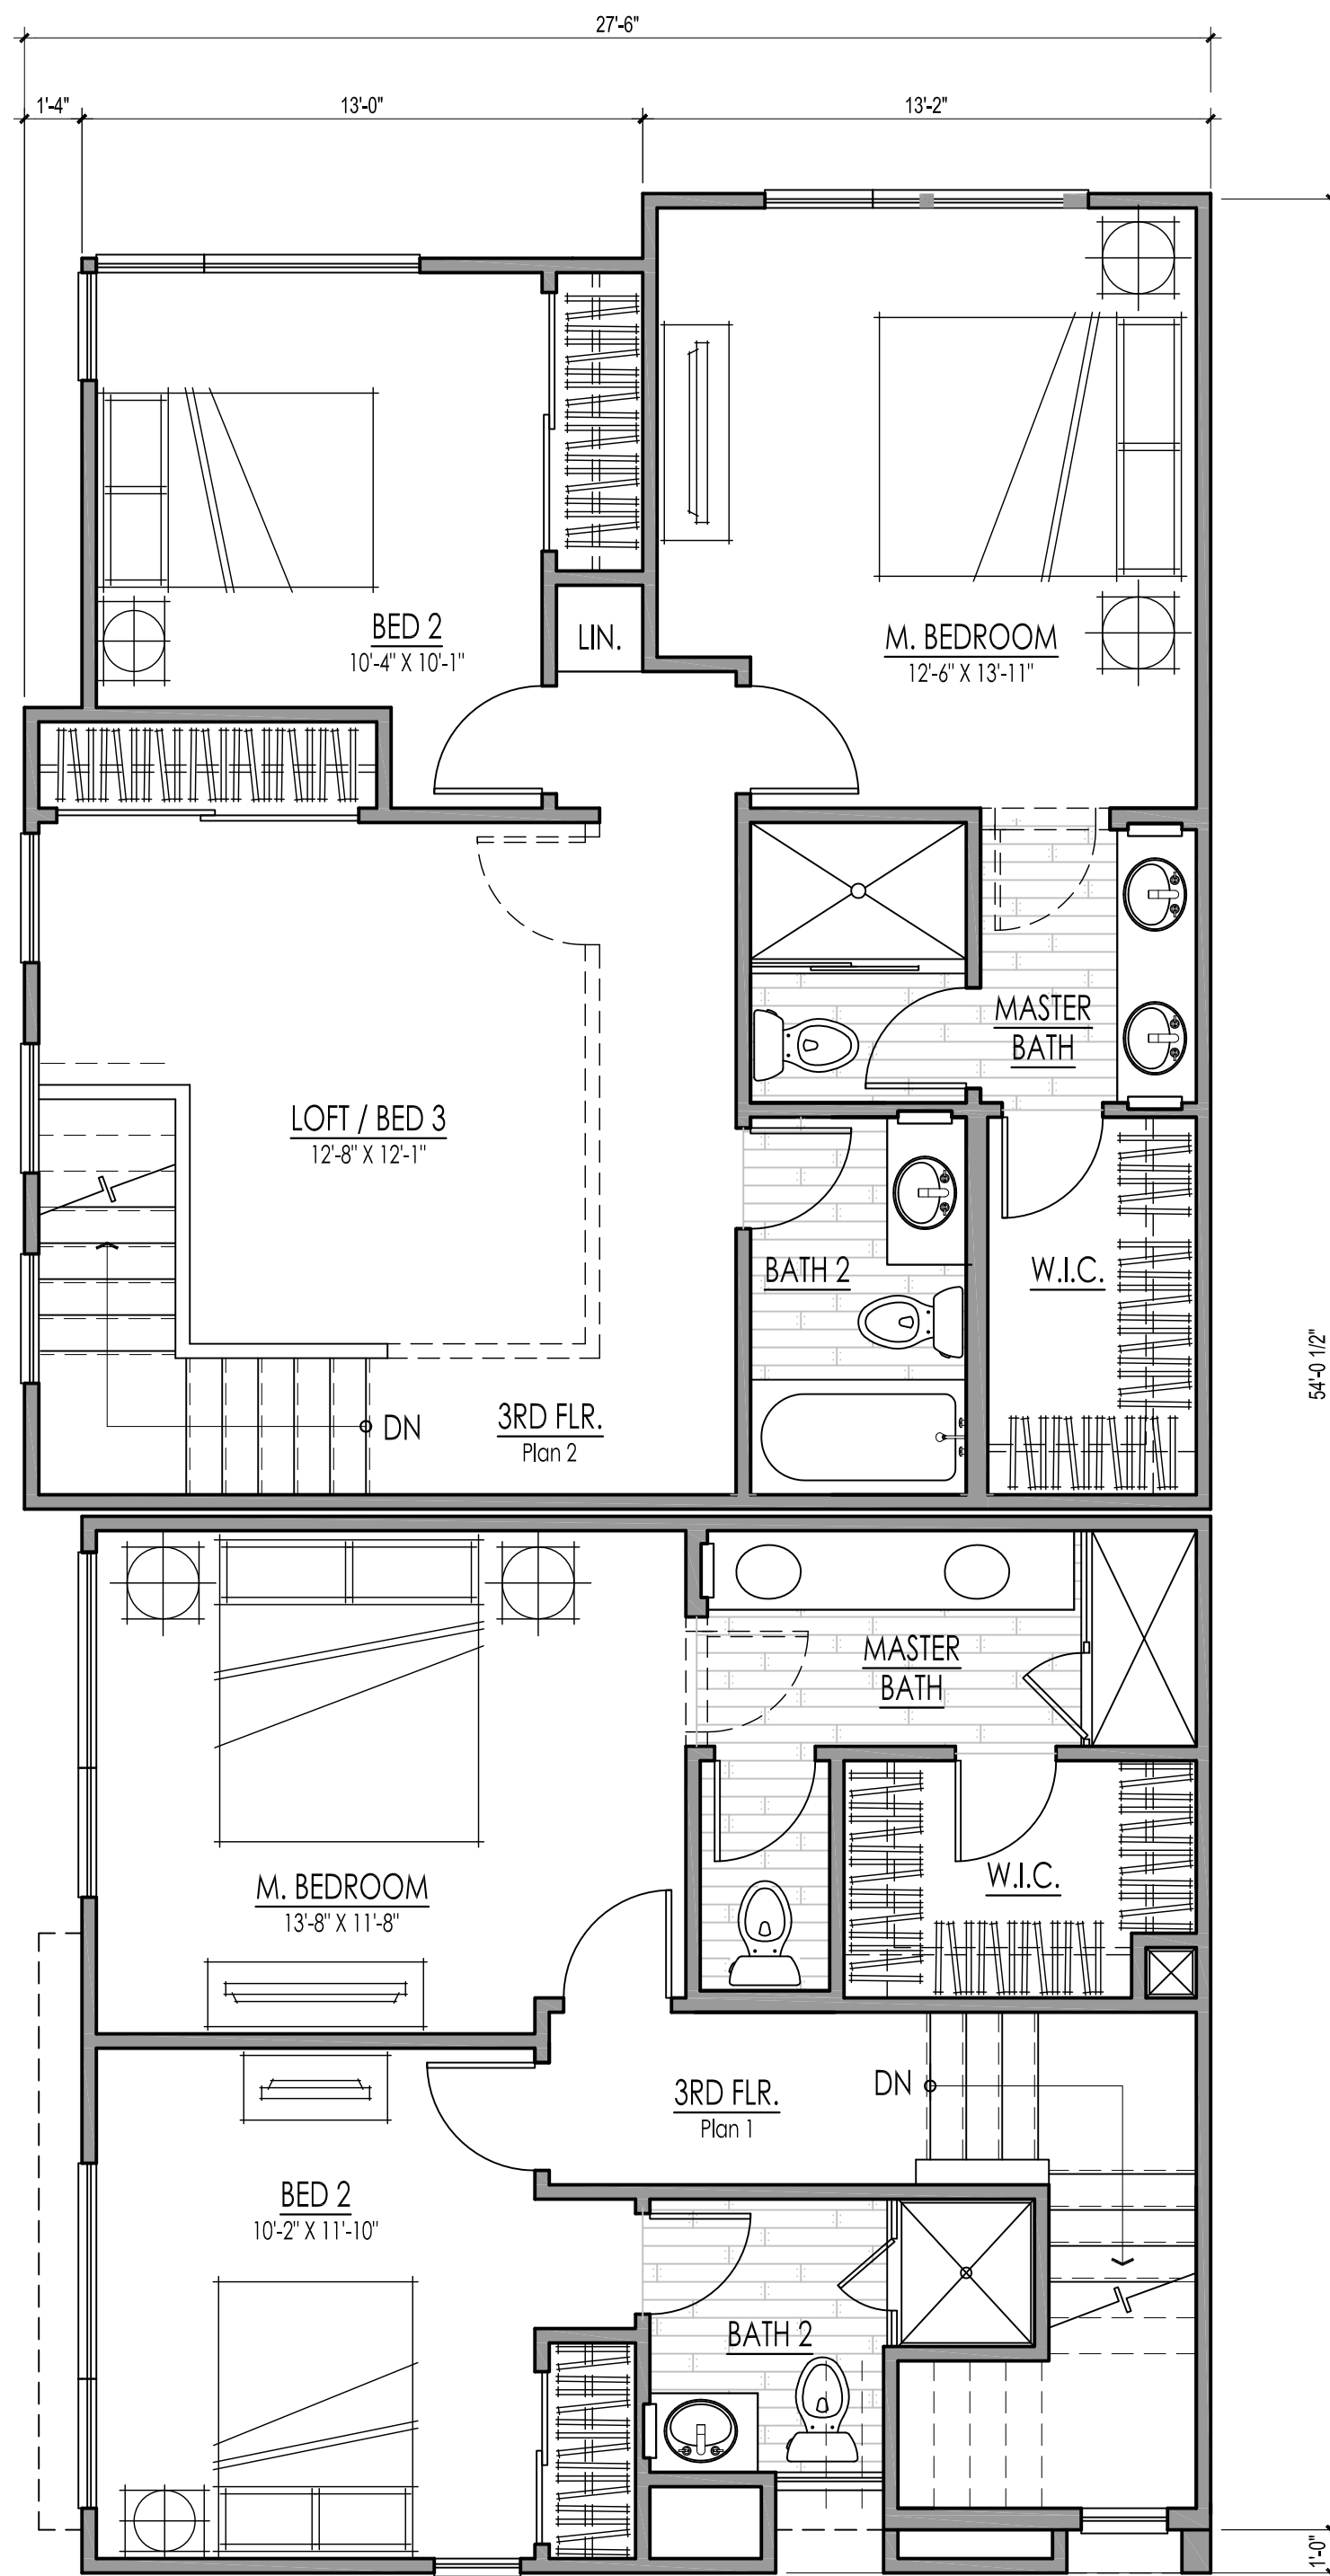 27'-6"
1'-4"
13'-0"
13'-2"
BED 2
10'-4" X 10'-1"
LIN.
M. BEDROOM
12'-6" X 13'-11"
MASTER
BATH
LOFT / BED 3
12'-8" X 12'-1"
BATH 2
W.I.C.
54'-0 1/2"
DN
3RD FLR.
Plan 2
MASTER
BATH
M. BEDROOM
13'-8" X 11'-8"
W.I.C.
DN
3RD FLR.
Plan 1
BED 2
10'-2" X 11'-10"
BATH 2
1'-0"